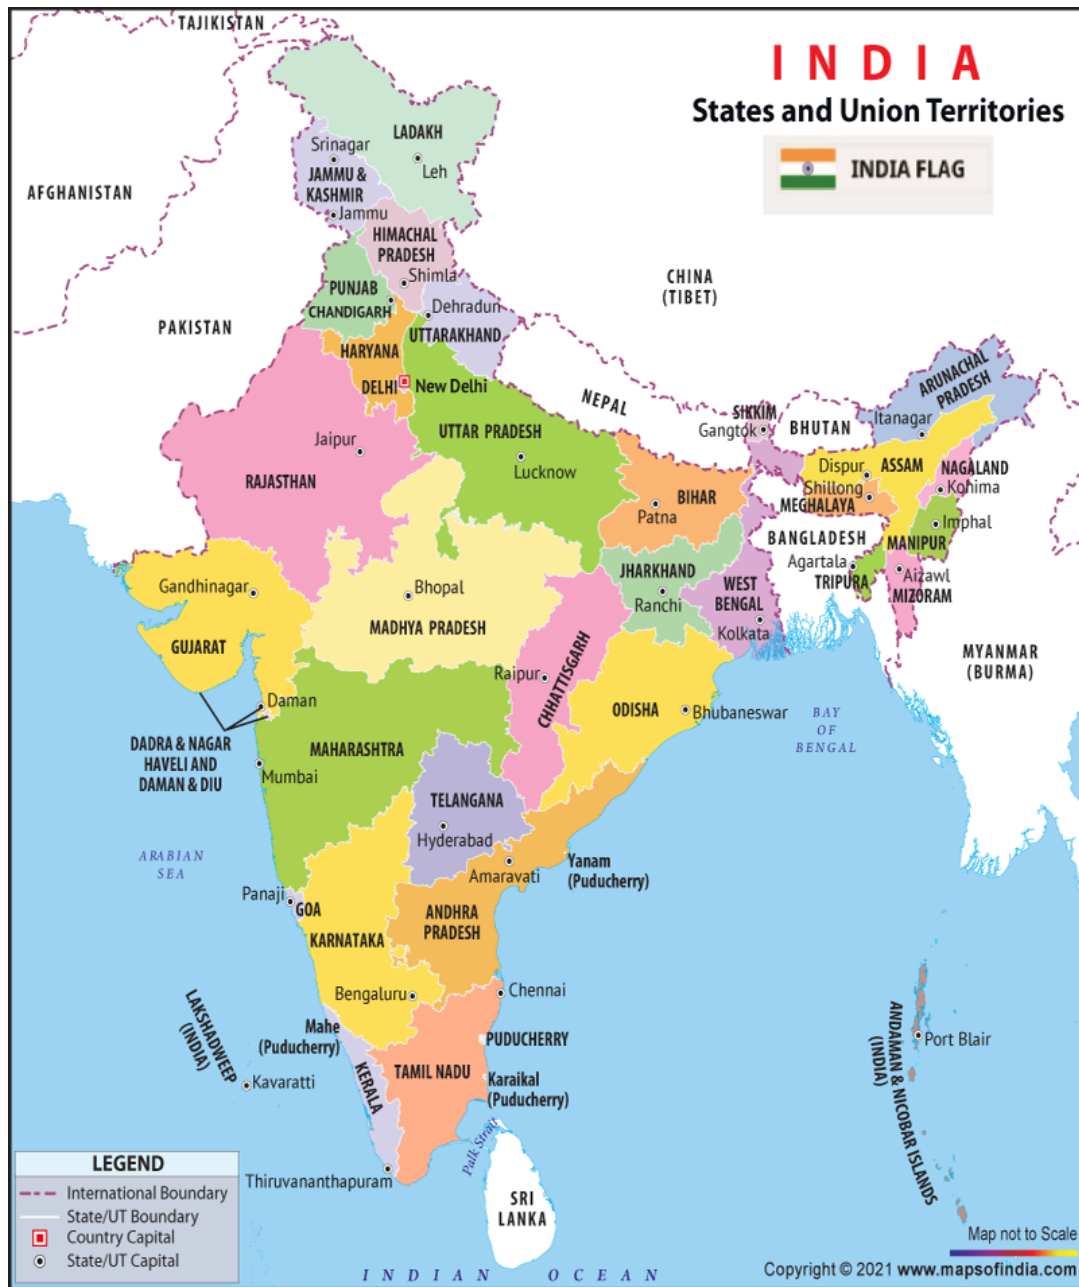 TAJIKISTAN
INDIA
States and Union Territories
INDIA FLAG
AFGHANISTAN
LADAKH
Leh
Srinagar
JAMMU &
KASHMIR
Jammu
HIMACHAL
PRADESH
Shimla
CHINA
(TIBET)
PUNJAB
CHANDIGARH
Dehradun
UTTARAKHAND
PAKISTAN
HARYANA
DELHI
New Delhi
NEPAL
SIKKIM
Gangtok
BHUTAN
ARUNACHAL
PRADESH
Itanagar
Jaipur
RAJASTHAN
UTTAR PRADESH
Lucknow
BIHAR
Patna
Dispur
ASSAM
NAGALAND
Kohima
Shillong
MEGHALAYA
Imphal
MANIPUR
BANGLADESH
Agartala
TRIPURA
Aizawl
MIZORAM
Gandhinagar
GUJARAT
Bhopal
MADHYA PRADESH
JHARKHAND
Ranchi
WEST
BENGAL
Kolkata
MYANMAR
(BURMA)
Raipur
CHHATTISGARH
ODISHA
Bhubaneswar
BAY
OF
BENGAL
Daman
DADRA & NAGAR
HAVELI AND
DAMAN & DIU
MAHARASHTRA
Mumbai
TELANGANA
Hyderabad
ARABIAN
SEA
Amaravati
Yanam
(Puducherry)
Panaji
GOA
KARNATAKA
ANDHRA
PRADESH
Bengaluru
Chennai
LAKSHADWEEP
(INDIA)
Kavaratti
Mahe
(Puducherry)
PUDUCHERRY
KERALA
TAMIL NADU
Karaikal
(Puducherry)
Palk Strait
Port Blair
ANDAMAN & NICOBAR ISLANDS
(INDIA)
Thiruvananthapuram
SRI
LANKA
LEGEND
International Boundary
State/UT Boundary
Country Capital
State/UT Capital
INDIAN OCEAN
Map not to Scale
Copyright © 2021 www.mapsofindia.com